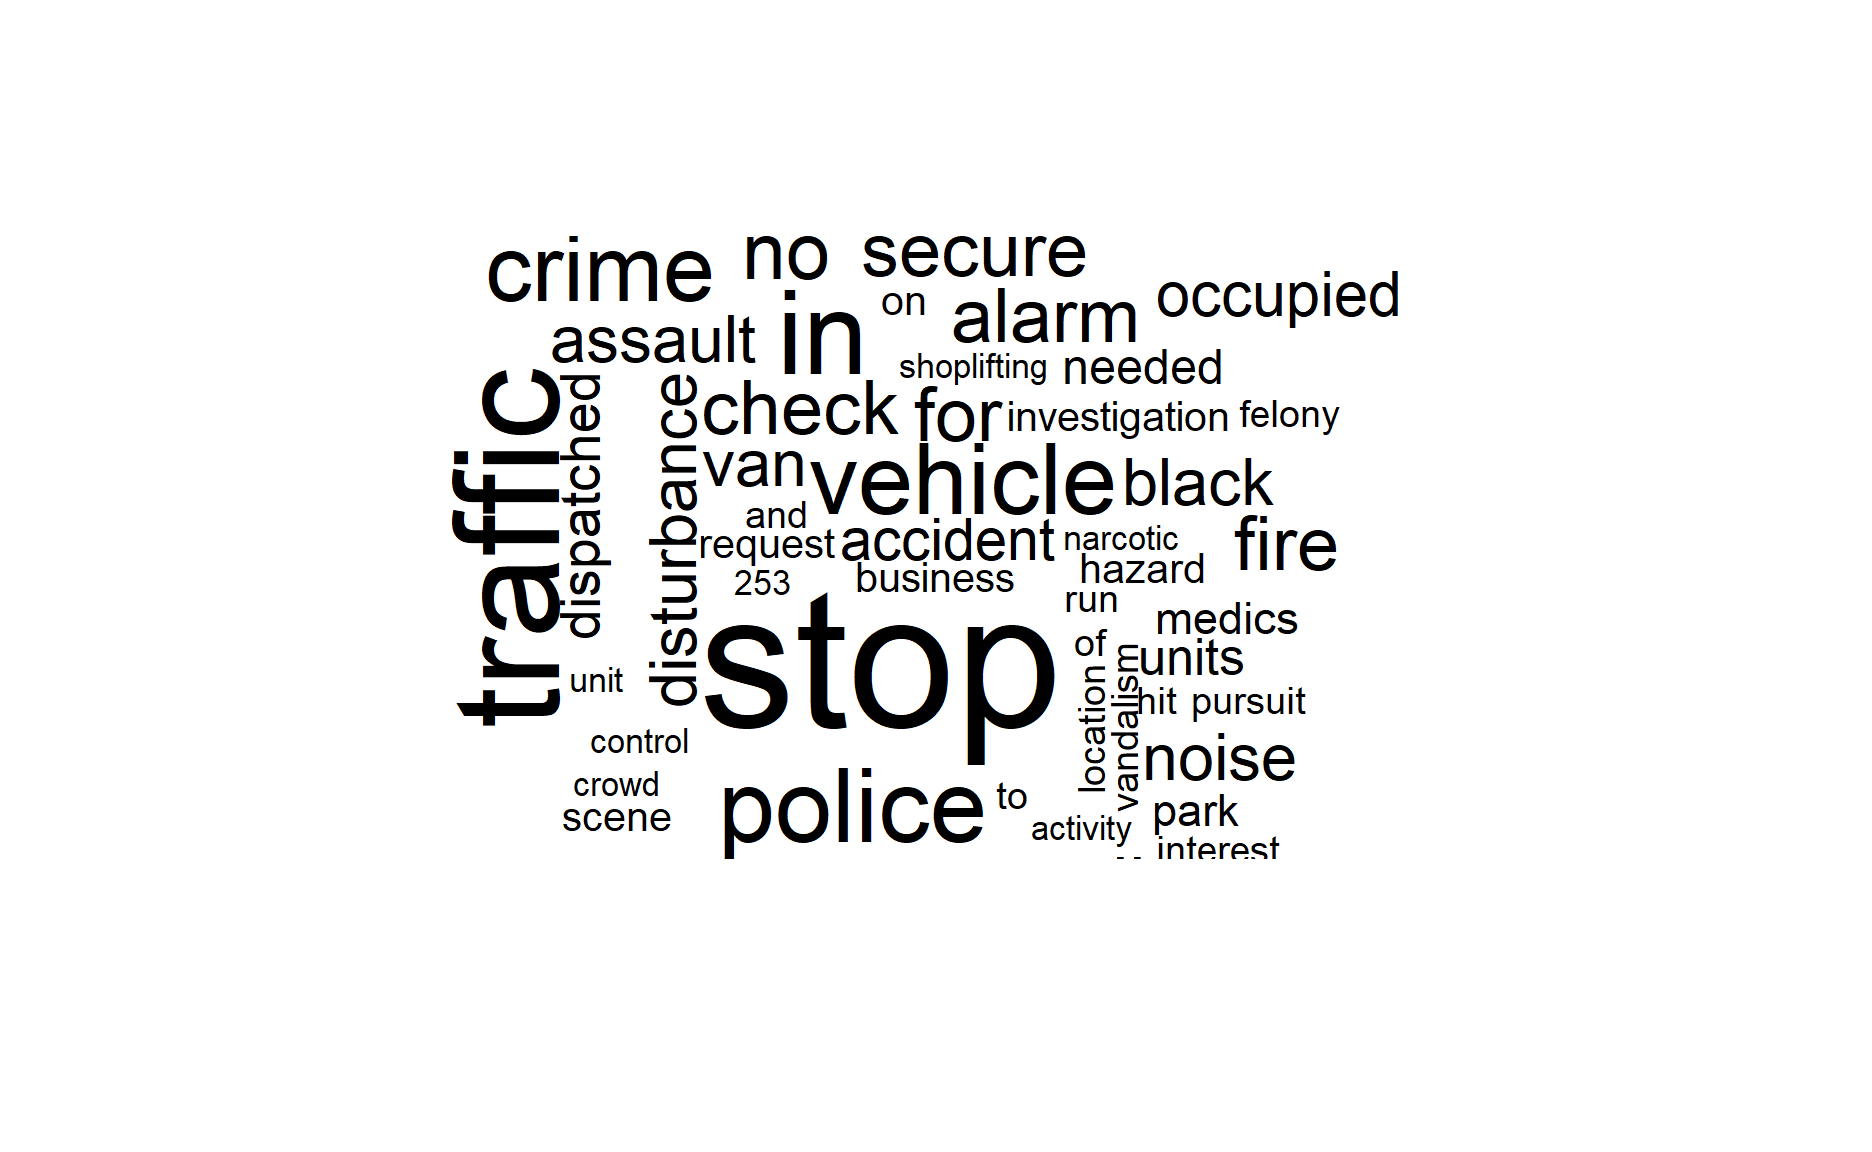 crime
no
secure
on
in
alarm
occupied
assault
shoplifting
needed
traffic
dispatched
disturbance
check
for
investigation
felony
van
vehicle
black
and
request
accident
narcotic
fire
253
business
hazard
run
stop
medics
of
units
unit
location
vandalism
hit
pursuit
control
noise
crowd
scene
police
to
park
activity
interest